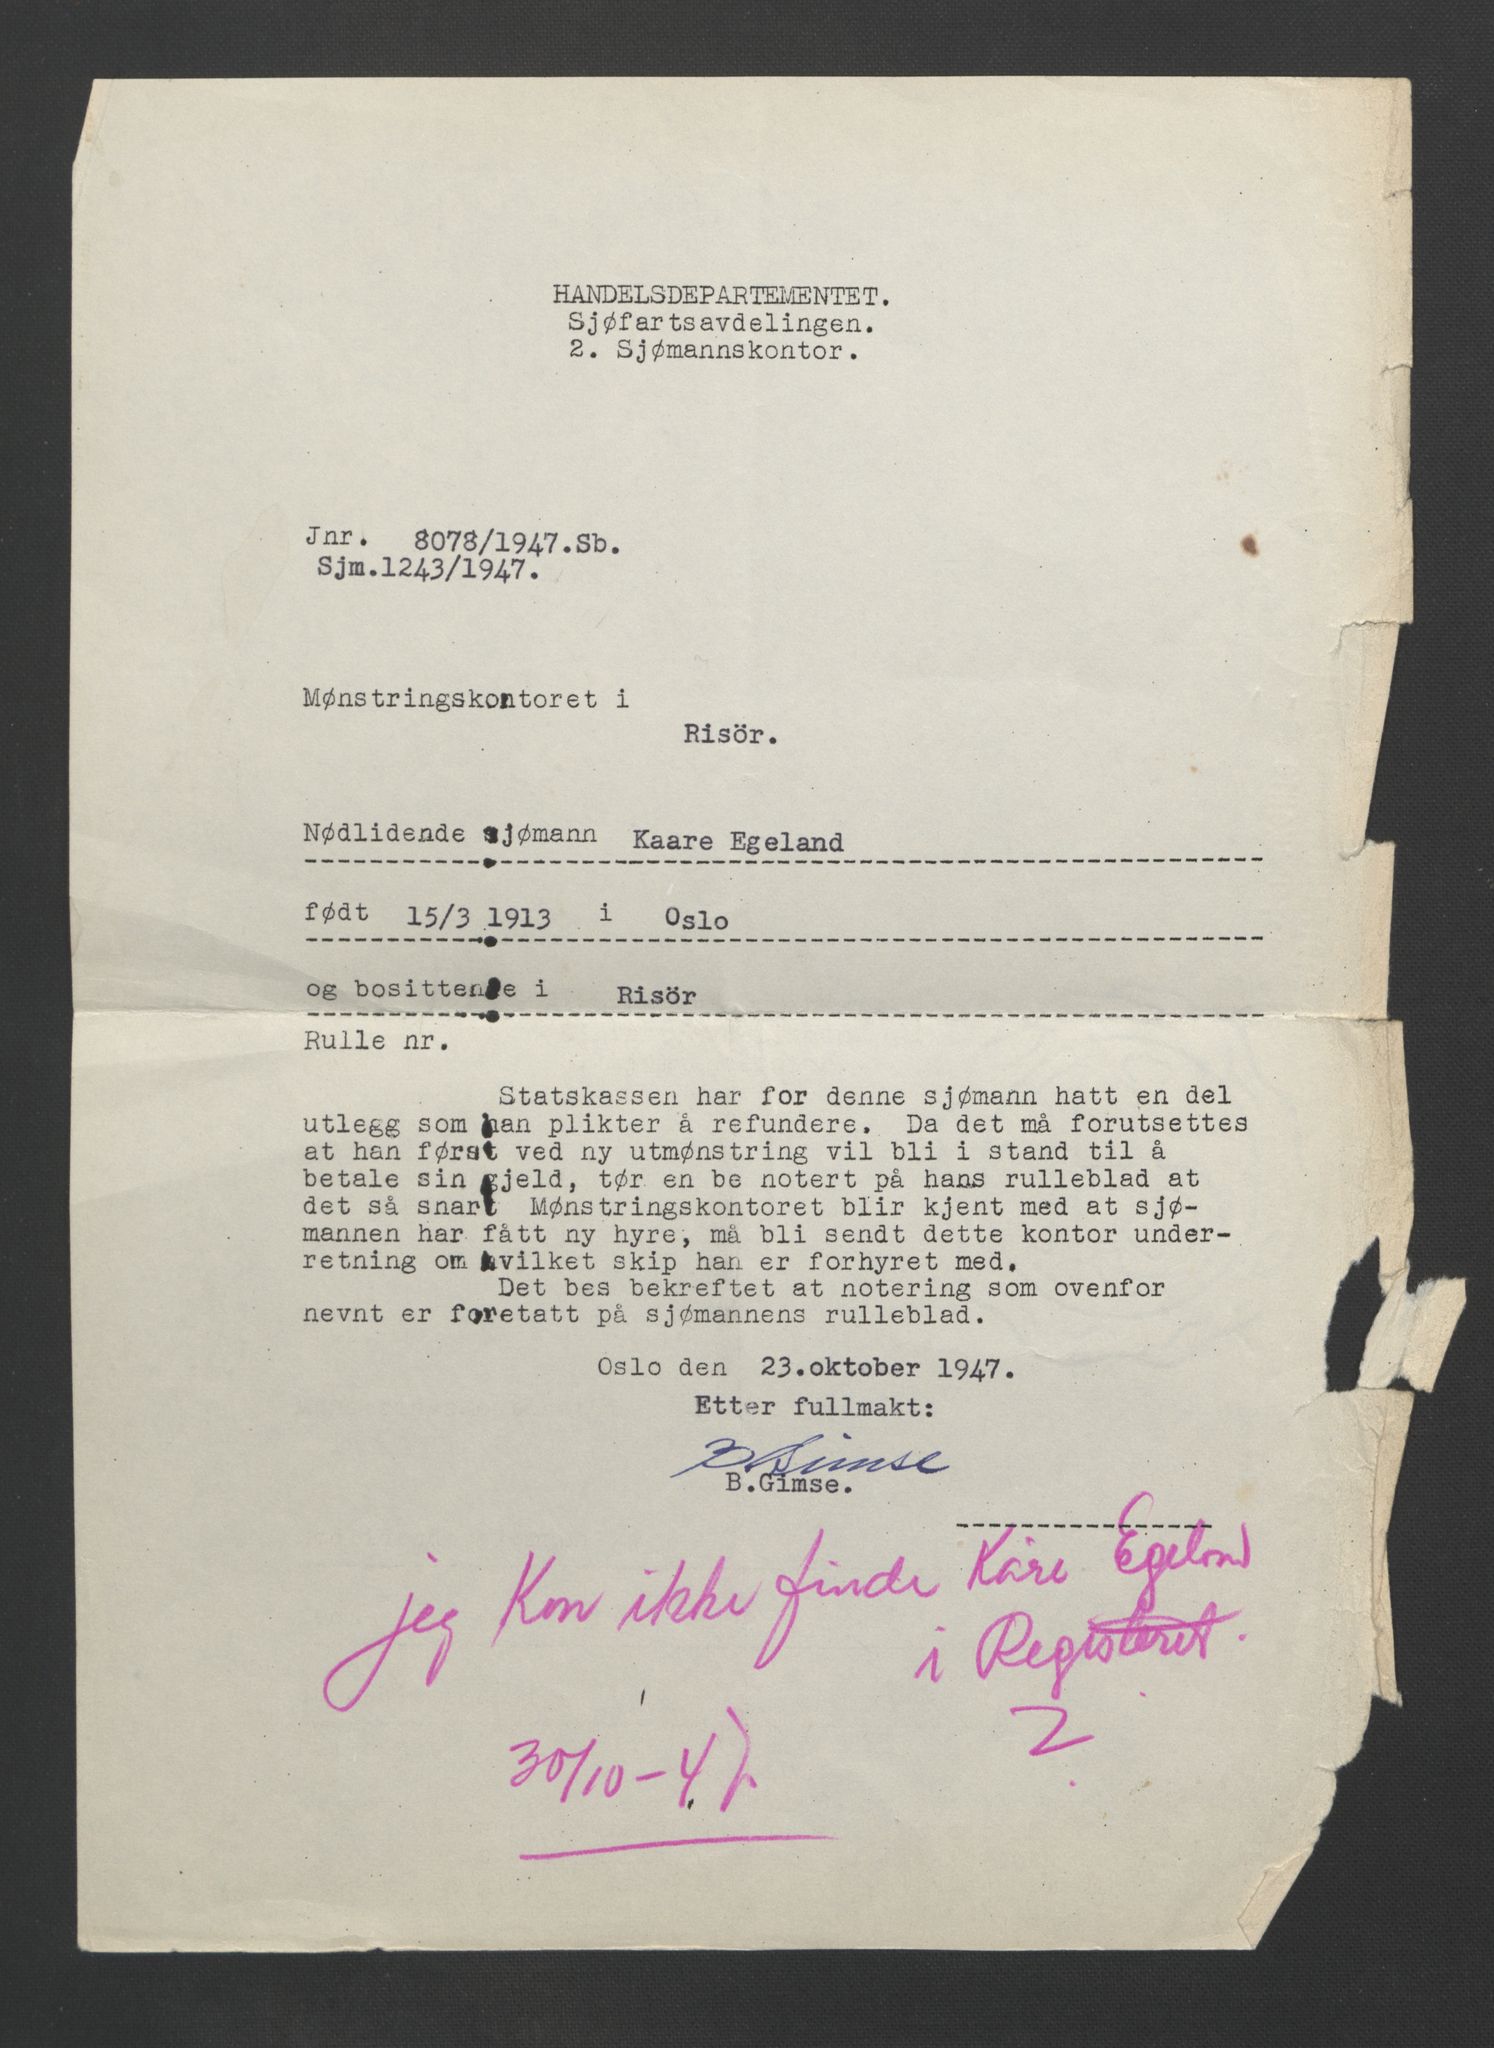 HANDELSDEPARTEMENTET.
Sjøfartsavdelingen.
2. Sjømannskontor.
Jnr. 8078/1947.Sb.
Sjm.1243/1947.
Mønstringskontoret i
Risör.
Nødlidende sjømann Kaare Egeland
født 15/3 1913 i Oslo
og bosittende i Risör
Rulle nr.
Statskassen har for denne sjømann hatt en del
utlegg som han plikter å refundere. Da det må forutsettes
at han først ved ny utmønstring vil bli i stand til å
betale sin gjeld, tør en be notert på hans rulleblad at
det så snart Mønstringskontoret blir kjent med at sjø-
mannen har fått ny hyre, må bli sendt dette kontor under-
retning om hvilket skip han er forhyret med.
Det bes bekreftet at notering som ovenfor
nevnt er foretatt på sjømannens rulleblad.
Oslo den 23.oktober 1947.
Etter fullmakt:
B Gimse
B.Gimse.
jeg Kan ikke finde Kåre Egeland
i Registeret.
?
30/10-47.